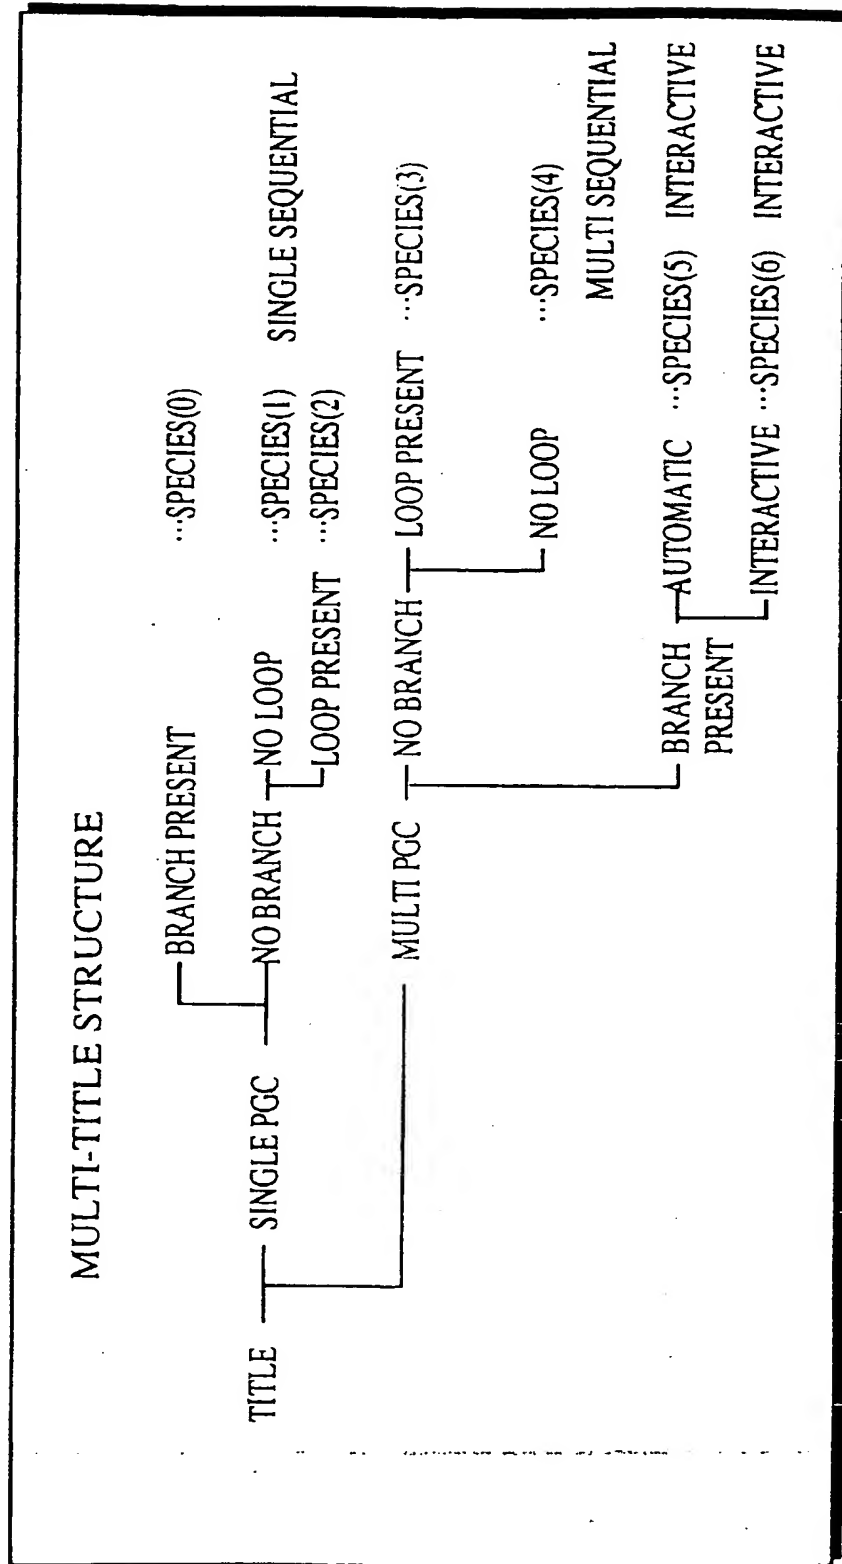 MULTI-TITLE STRUCTURE
BRANCH PRESENT ···SPECIES(0)
TITLE SINGLE PGC NO BRANCH NO LOOP ···SPECIES(1) SINGLE SEQUENTIAL
LOOP PRESENT ···SPECIES(2)
MULTI PGC NO BRANCH LOOP PRESENT ···SPECIES(3)
NO LOOP ···SPECIES(4)
MULTI SEQUENTIAL
BRANCH AUTOMATIC ···SPECIES(5) INTERACTIVE
PRESENT
INTERACTIVE ···SPECIES(6) INTERACTIVE